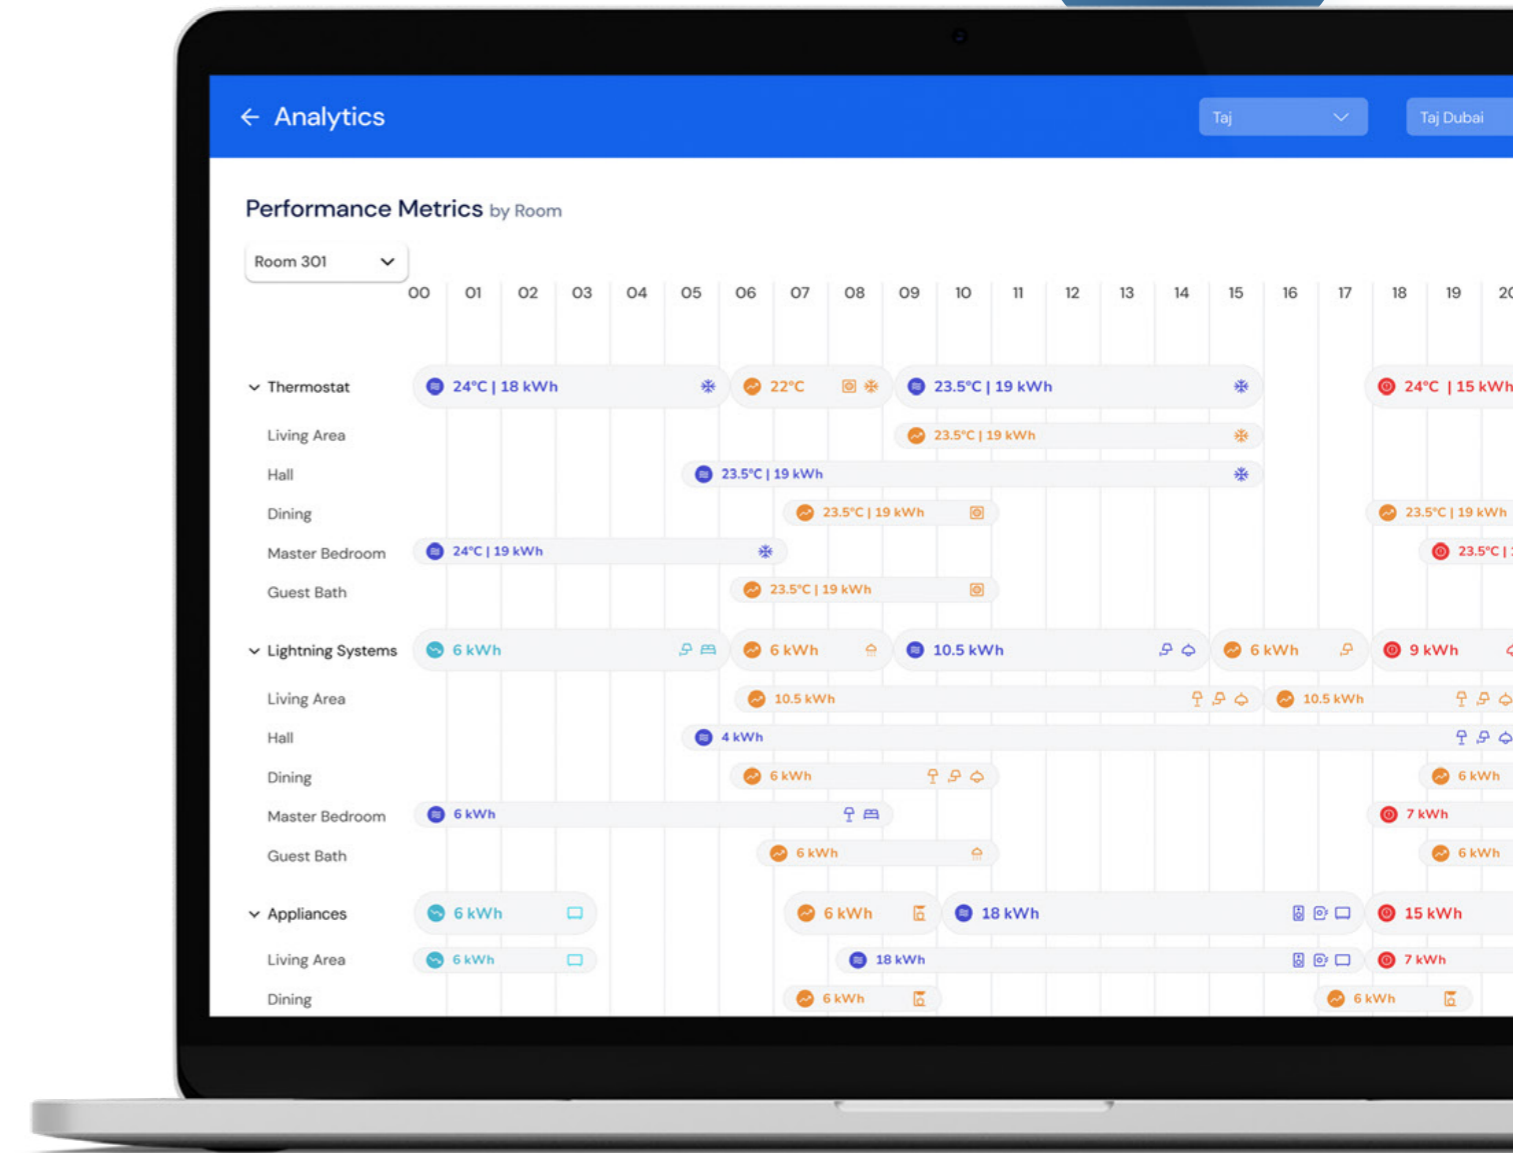 Analytics Taj Taj Dubai
Performance Metrics by Room
Room 301
00 01 02 03 04 05 06 07 08 09 10 11 12 13 14 15 16 17 18 19
Thermostat 24°C | 18 kWh 22°C 23.5°C | 19 kWh 24°C | 15 kWh
Living Area 23.5°C | 19 kWh
Hall 23.5°C | 19 kWh
Dining 23.5°C | 19 kWh 23.5°C | 19 kWh
Master Bedroom 24°C | 19 kWh 23.5°C |
Guest Bath 23.5°C | 19 kWh
Lightning Systems 6 kWh 6 kWh 10.5 kWh 6 kWh 9 kWh
Living Area 10.5 kWh 10.5 kWh
Hall 4 kWh
Dining 6 kWh 6 kWh
Master Bedroom 6 kWh 7 kWh
Guest Bath 6 kWh 6 kWh
Appliances 6 kWh 6 kWh 18 kWh 15 kWh
Living Area 6 kWh 18 kWh 7 kWh
Dining 6 kWh 6 kWh